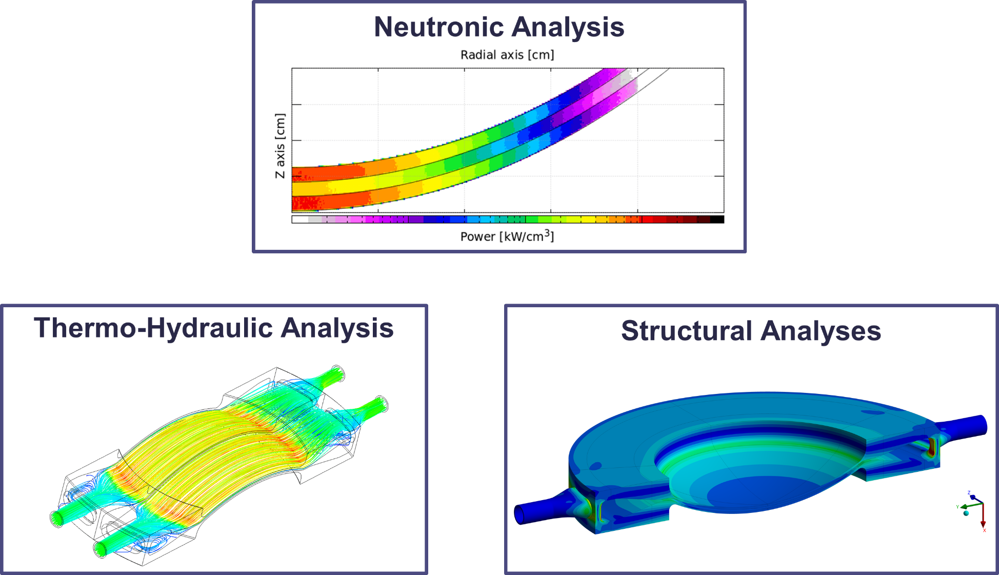 Neutronic Analysis
Radial axis [cm]
Z axis [cm]
Power [kW/cm³]
Thermo-Hydraulic Analysis
Structural Analyses
Z
Y
X